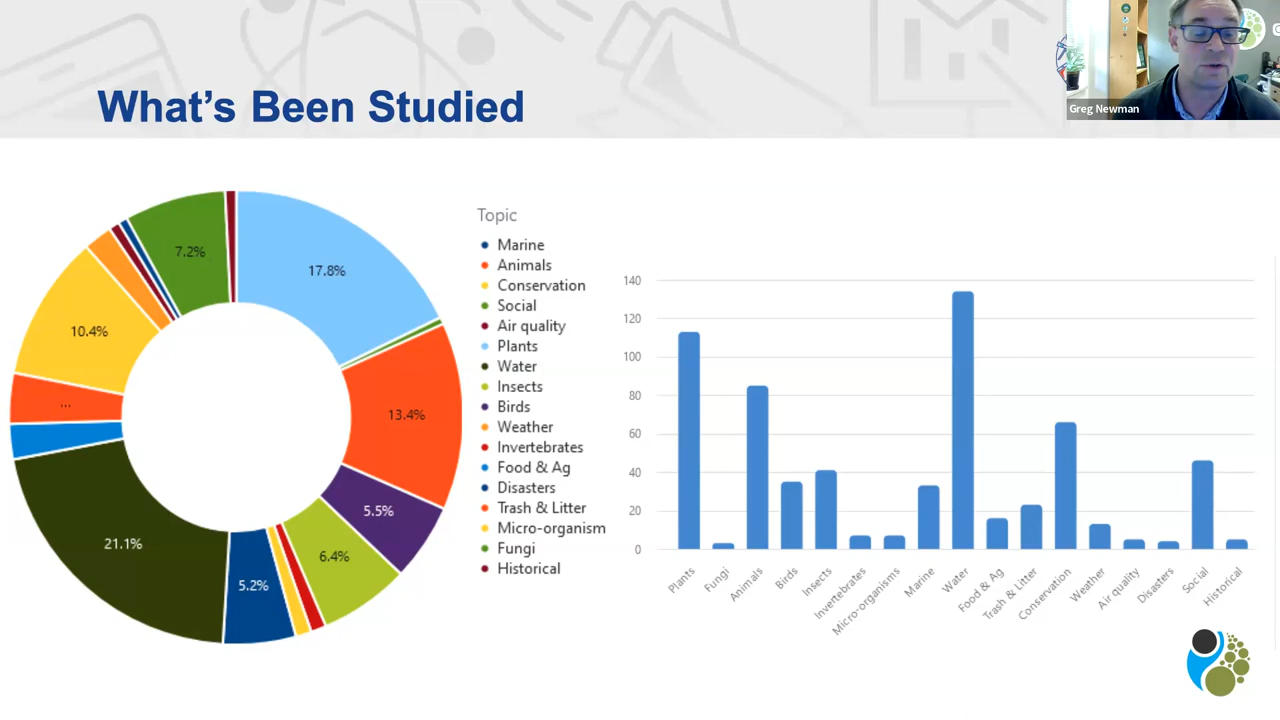 What's Been Studied
Greg Newman
7.2%
17.8%
10.4%
...
13.4%
5.5%
21.1%
5.2%
6.4%
Topic
Marine
Animals
Conservation
Social
Air quality
Plants
Water
Insects
Birds
Weather
Invertebrates
Food & Ag
Disasters
Trash & Litter
Micro-organism
Fungi
Historical
140
120
100
80
60
40
20
0
Plants
Fungi
Animals
Birds
Insects
Invertebrates
Micro-organisms
Marine
Water
Food & Ag
Trash & Litter
Conservation
Weather
Air quality
Disasters
Social
Historical